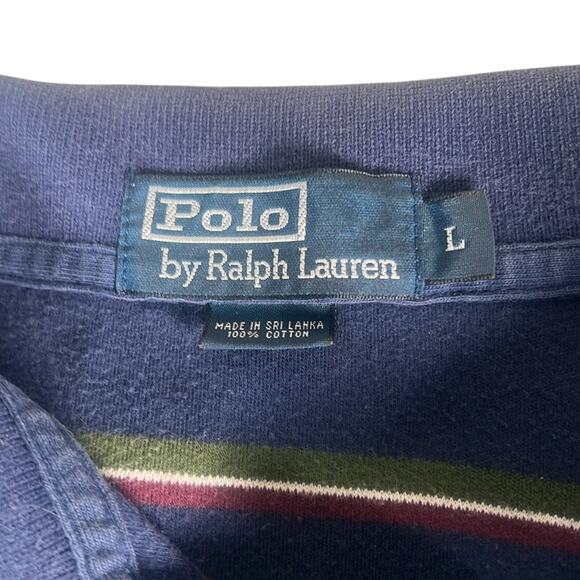 Polo
by Ralph Lauren
L
MADE IN SRI LANKA
100% COTTON